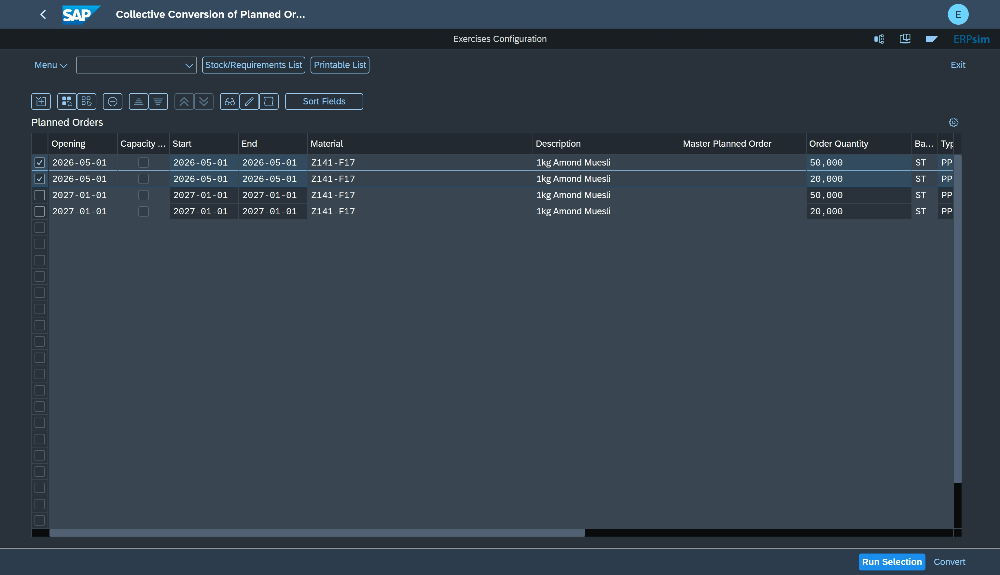 SAP Collective Conversion of Planned Or... E
Exercises Configuration ERPsim
Menu Stock/Requirements List Printable List Exit
Sort Fields
Planned Orders
Opening Capacity ... Start End Material Description Master Planned Order Order Quantity Ba... Typ
2026-05-01 2026-05-01 2026-05-01 Z141-F17 1kg Amond Muesli 50,000 ST PP
2026-05-01 2026-05-01 2026-05-01 Z141-F17 1kg Amond Muesli 20,000 ST PP
2027-01-01 2027-01-01 2027-01-01 Z141-F17 1kg Amond Muesli 50,000 ST PP
2027-01-01 2027-01-01 2027-01-01 Z141-F17 1kg Amond Muesli 20,000 ST PP
Run Selection Convert